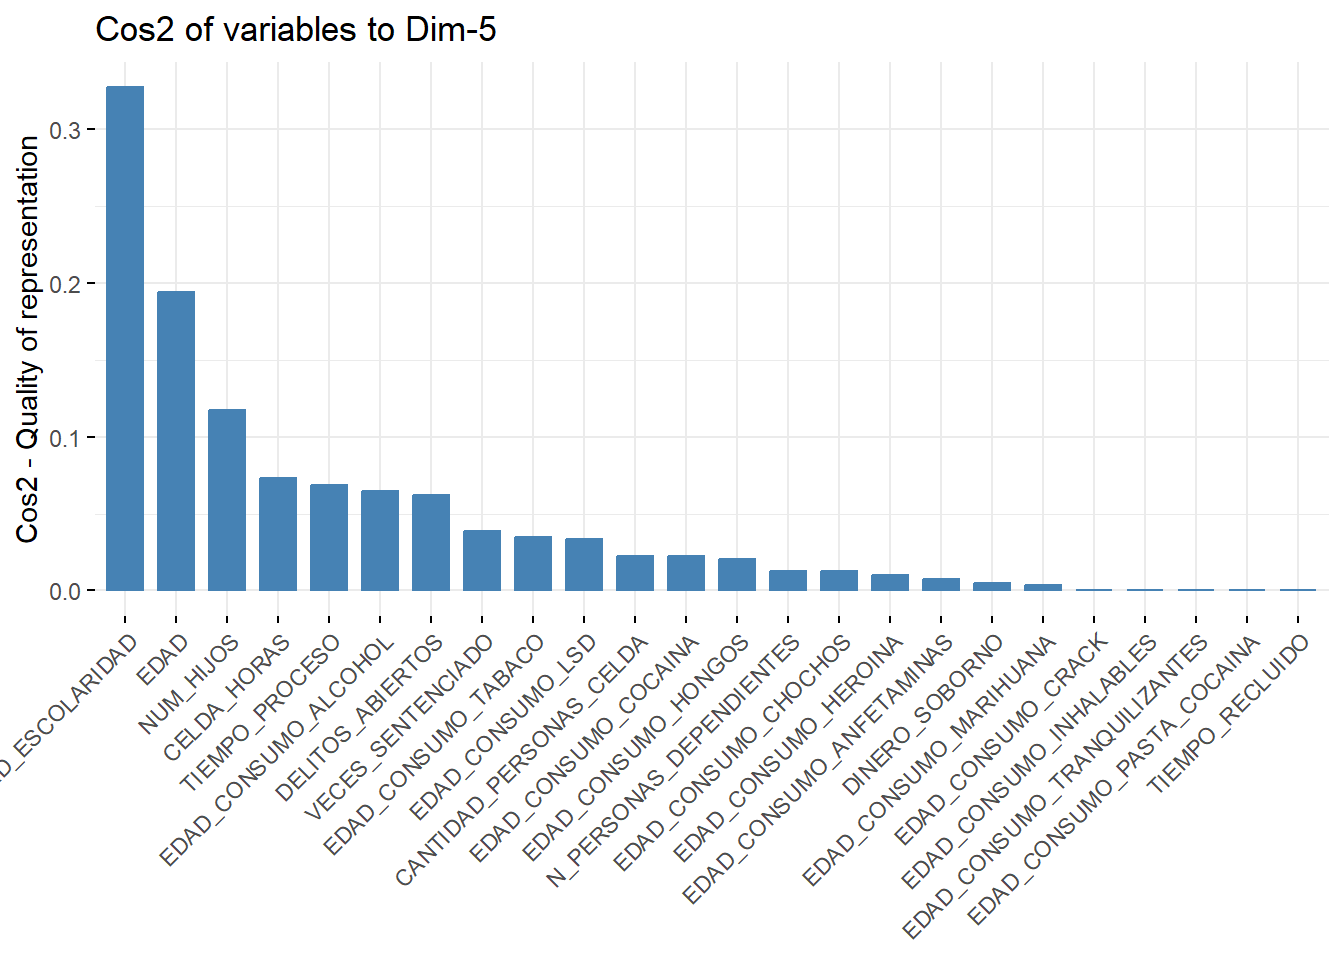 Cos2 of variables to Dim-5
Cos2 - Quality of representation
0.3
0.2
0.1
0.0
D_ESCOLARIDAD
EDAD
NUM_HIJOS
CELDA_HORAS
TIEMPO_PROCESO
EDAD_CONSUMO_ALCOHOL
DELITOS_ABIERTOS
VECES_SENTENCIADO
EDAD_CONSUMO_TABACO
EDAD_CONSUMO_LSD
CANTIDAD_PERSONAS_CELDA
EDAD_CONSUMO_COCAINA
EDAD_CONSUMO_HONGOS
N_PERSONAS_DEPENDIENTES
EDAD_CONSUMO_CHOCHOS
EDAD_CONSUMO_HEROINA
EDAD_CONSUMO_ANFETAMINAS
DINERO_SOBORNO
EDAD_CONSUMO_MARIHUANA
EDAD_CONSUMO_CRACK
EDAD_CONSUMO_INHALABLES
EDAD_CONSUMO_TRANQUILIZANTES
EDAD_CONSUMO_PASTA_COCAINA
TIEMPO_RECLUIDO